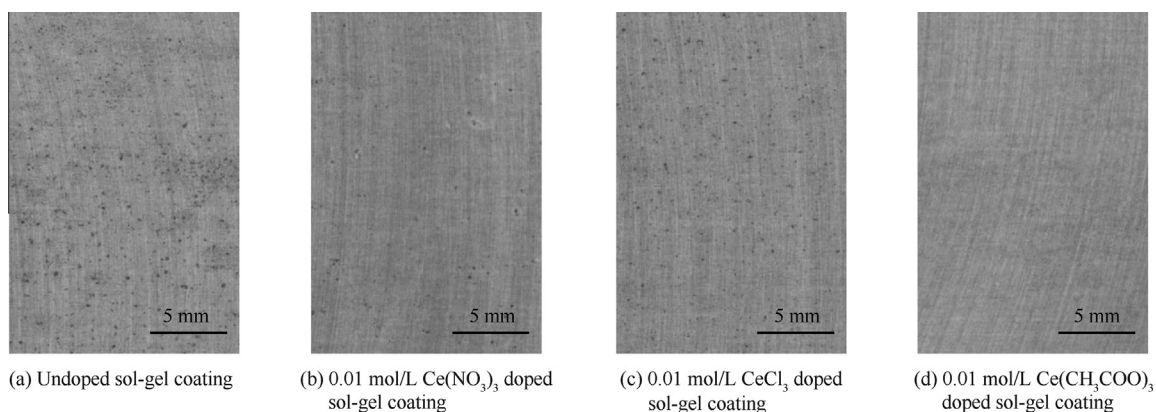 5 mm
5 mm
5 mm
5 mm
(a) Undoped sol-gel coating
(b) 0.01 mol/L Ce(NO₃)₃ doped
sol-gel coating
(c) 0.01 mol/L CeCl₃ doped
sol-gel coating
(d) 0.01 mol/L Ce(CH₃COO)₃
doped sol-gel coating